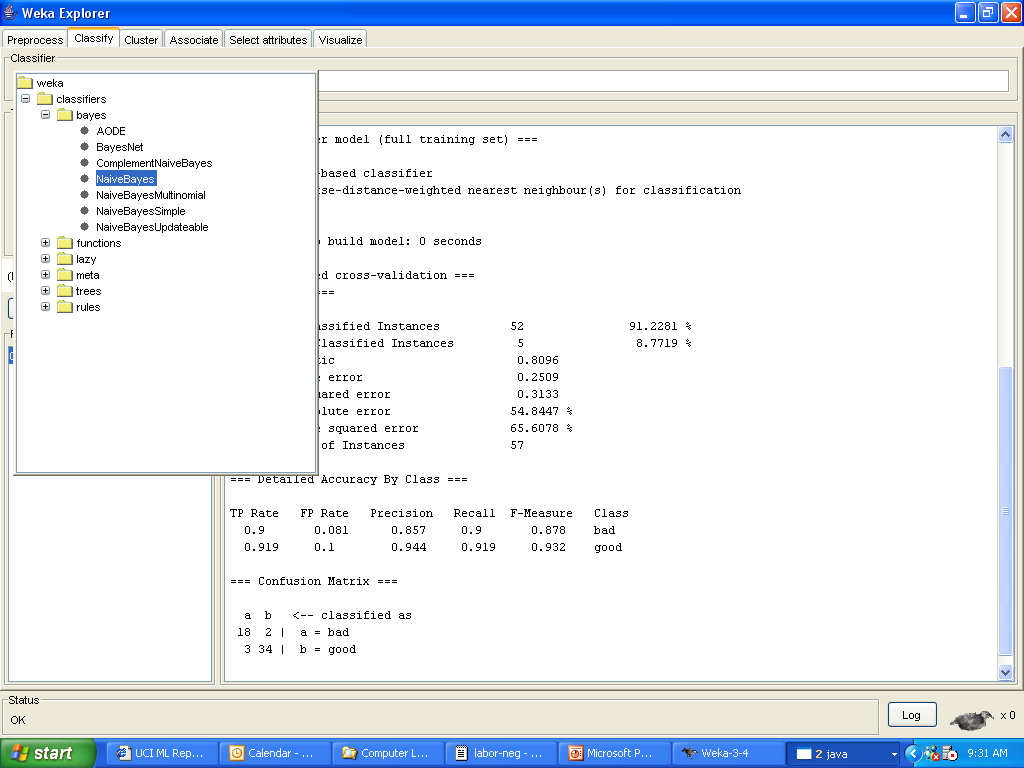 Weka Explorer
Preprocess Classify Cluster Associate Select attributes Visualize
Classifier
weka
classifiers
bayes
AODE
BayesNet
ComplementNaiveBayes
NaiveBayes
NaiveBayesMultinomial
NaiveBayesSimple
NaiveBayesUpdateable
functions
lazy
meta
trees
rules
er model (full training set) ===
-based classifier
se-distance-weighted nearest neighbour(s) for classification
o build model: 0 seconds
ed cross-validation ===
==
assified Instances 52 91.2281 %
Classified Instances 5 8.7719 %
tic 0.8096
e error 0.2509
uared error 0.3133
olute error 54.8447 %
e squared error 65.6078 %
of Instances 57
=== Detailed Accuracy By Class ===
TP Rate FP Rate Precision Recall F-Measure Class
0.9 0.081 0.857 0.9 0.878 bad
0.919 0.1 0.944 0.919 0.932 good
=== Confusion Matrix ===
a b <-- classified as
18 2 | a = bad
3 34 | b = good
Status
OK
Log
x 0
start
UCI ML Rep...
Calendar - ...
Computer L...
labor-neg - ...
Microsoft P...
Weka-3-4
2 java
9:31 AM